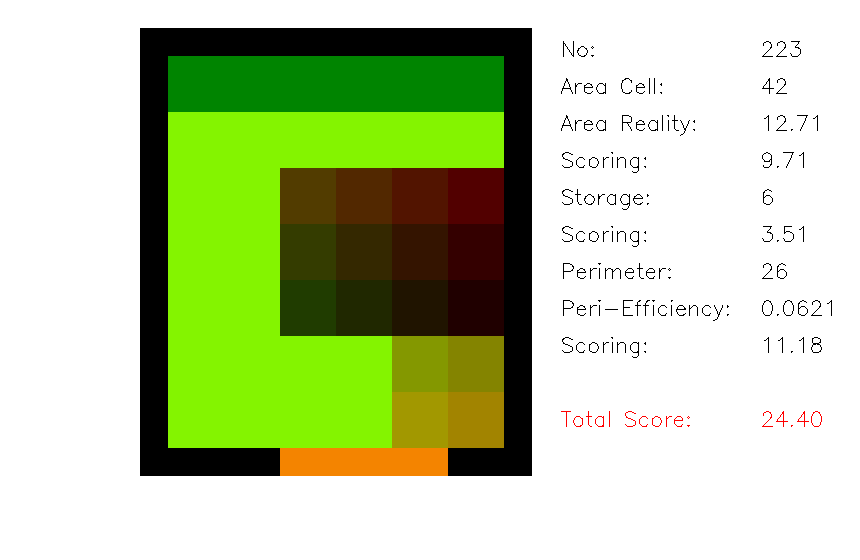 No: 223
Area Cell: 42
Area Reality: 12.71
Scoring: 9.71
Storage: 6
Scoring: 3.51
Perimeter: 26
Peri-Efficiency: 0.0621
Scoring: 11.18
Total Score: 24.40